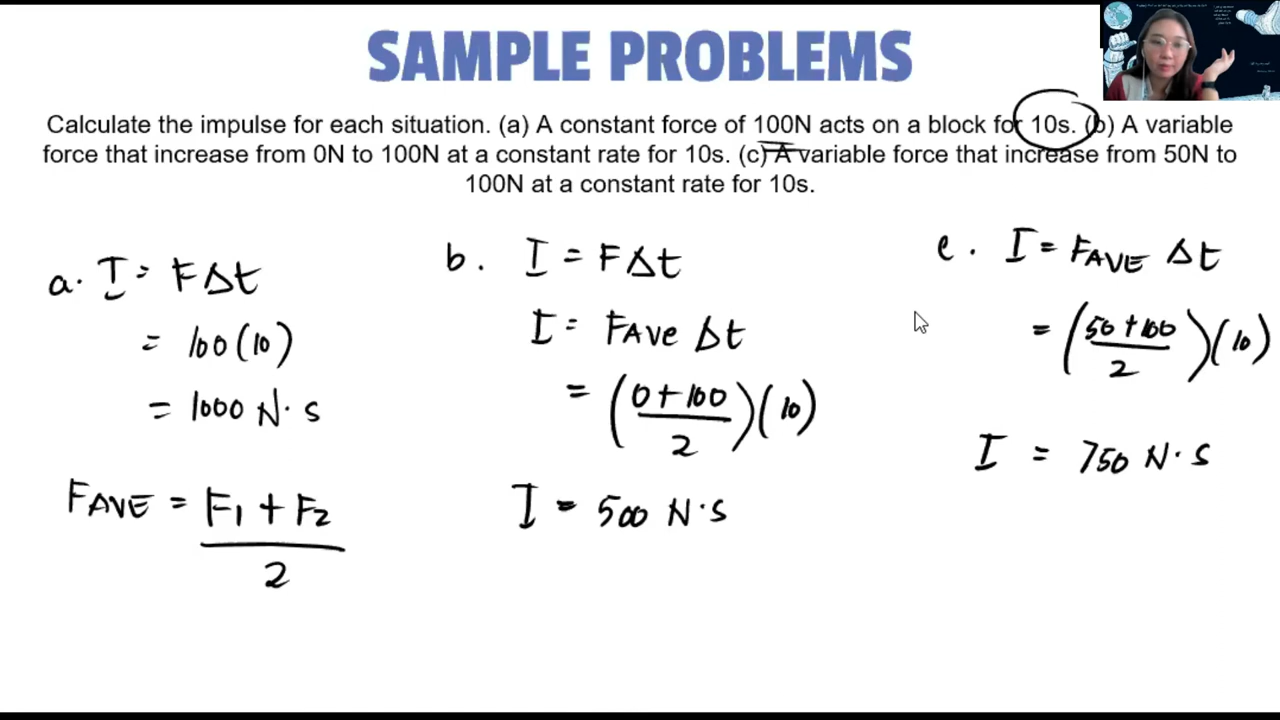 SAMPLE PROBLEMS
Calculate the impulse for each situation. (a) A constant force of 100N acts on a block for 10s. (b) A variable
force that increase from 0N to 100N at a constant rate for 10s. (c) A variable force that increase from 50N to
100N at a constant rate for 10s.
a. I = FΔt
= 100(10)
= 1000 N·s
FAVE = F1 + F2
2
b. I = FΔt
I = FAVE Δt
= (0+100
2)(10)
I = 500 N·s
c. I = FAVE Δt
= (50+100
2)(10)
I = 750 N·s